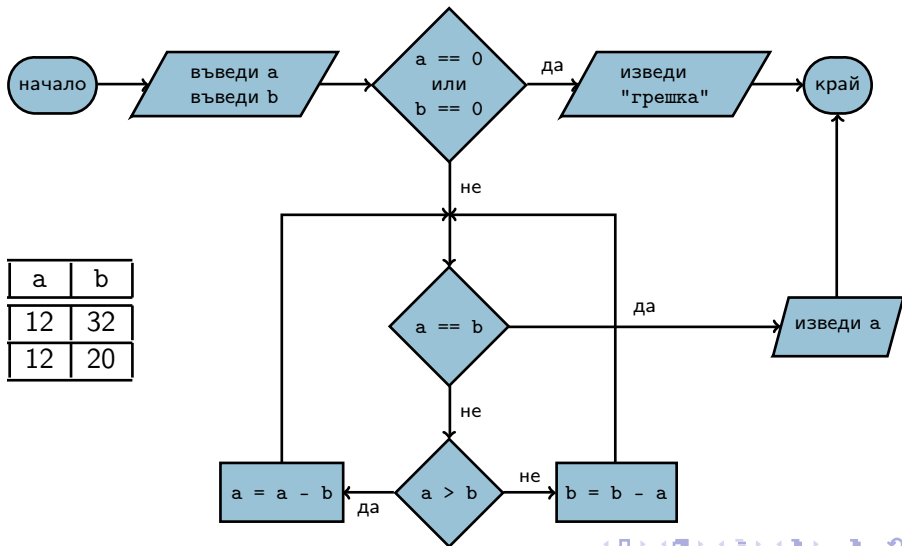 начало
въведи a
въведи b
a == 0
или
b == 0
да
изведи
"грешка"
край
не
a b
12 32
12 20
a == b
да
изведи a
не
a = a - b
да
a > b
не
b = b - a